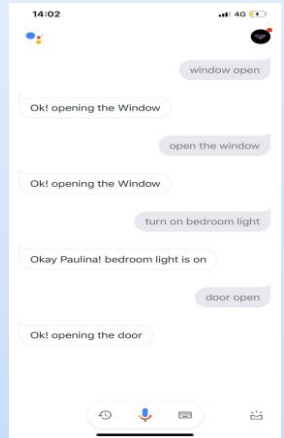 14:02
4G
window open
Ok! opening the Window
open the window
Ok! opening the Window
turn on bedroom light
Okay Paulina! bedroom light is on
door open
Ok! opening the door